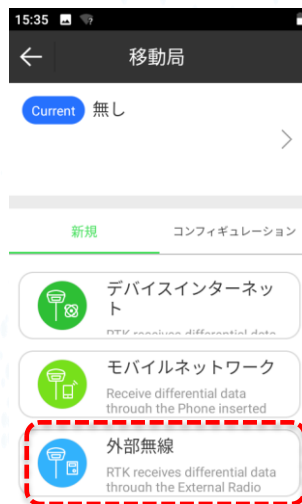 15:35
移動局
Current 無し
新規 コンフィギュレーション
デバイスインターネッ
ト
RTK receives differential data
モバイルネットワーク
Receive differential data
through the Phone inserted
外部無線
RTK receives differential data
through the External Radio